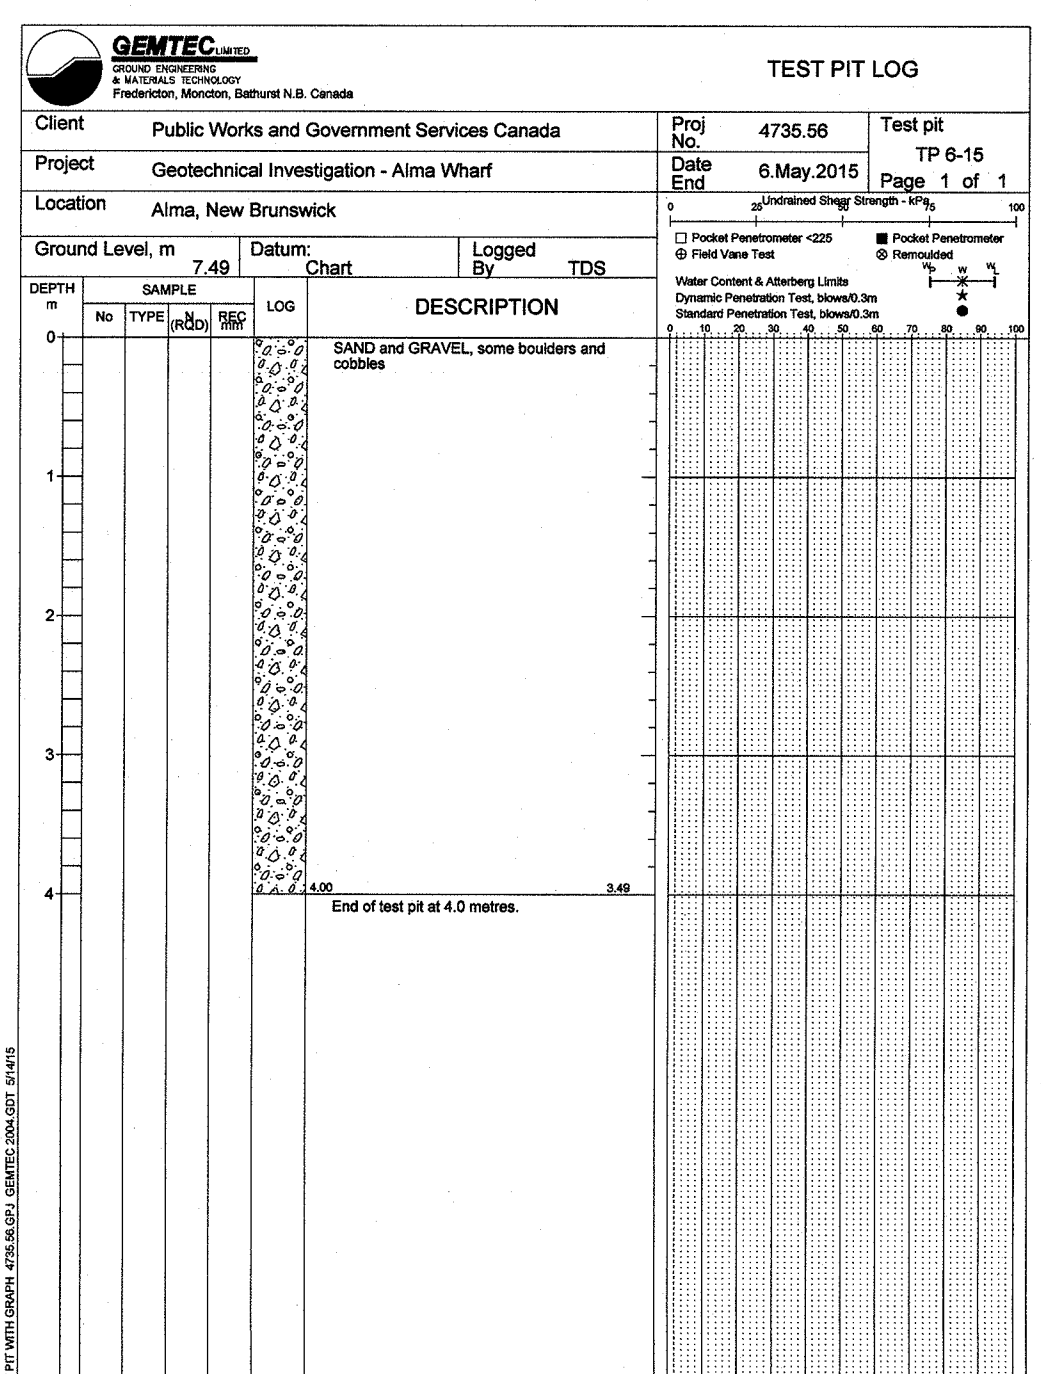 GEMTEC LIMITED
GROUND ENGINEERING
& MATERIALS TECHNOLOGY
Fredericton, Moncton, Bathurst N.B. Canada
TEST PIT LOG
Client Public Works and Government Services Canada
Proj No. 4735.56
Test pit TP 6-15
Project Geotechnical Investigation - Alma Wharf
Date End 6.May.2015
Page 1 of 1
Location Alma, New Brunswick
Undrained Shear Strength - kPa
0 25 50 75 100
Ground Level, m 7.49
Datum: Chart
Logged By TDS
Pocket Penetrometer <225
Pocket Penetrometer
Field Vane Test
Remoulded
Water Content & Atterberg Limits
Wp W WL
Dynamic Penetration Test, blows/0.3m
Standard Penetration Test, blows/0.3m
DEPTH m
SAMPLE
No TYPE N (RQD) REC mm
LOG
DESCRIPTION
0 10 20 30 40 50 60 70 80 90 100
0
SAND and GRAVEL, some boulders and
cobbles
1
2
3
4
4.00 3.49
End of test pit at 4.0 metres.
PIT WITH GRAPH 4735.56.GPJ GEMTEC 2004.GDT 5/14/15